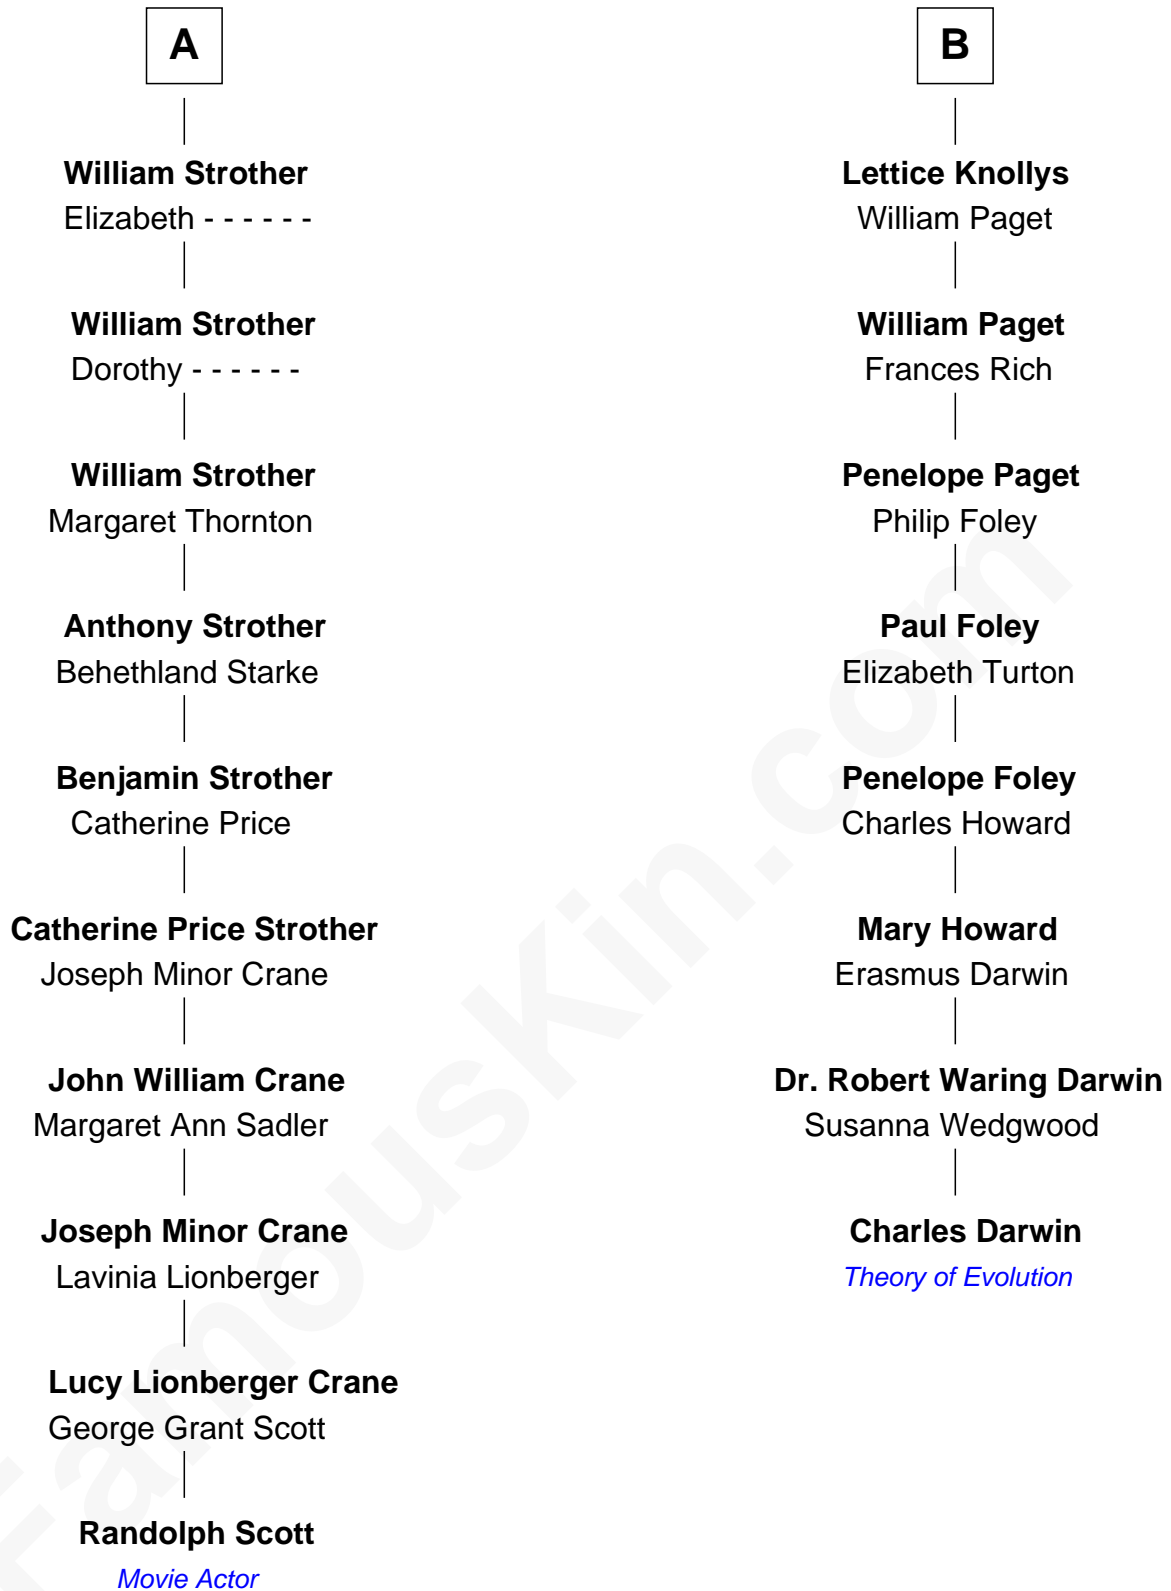 A
William Strother
Elizabeth - - - - - -
William Strother
Dorothy - - - - - -
William Strother
Margaret Thornton
Anthony Strother
Behethland Starke
Benjamin Strother
Catherine Price
Catherine Price Strother
Joseph Minor Crane
John William Crane
Margaret Ann Sadler
Joseph Minor Crane
Lavinia Lionberger
Lucy Lionberger Crane
George Grant Scott
Randolph Scott
Movie Actor
B
Lettice Knollys
William Paget
William Paget
Frances Rich
Penelope Paget
Philip Foley
Paul Foley
Elizabeth Turton
Penelope Foley
Charles Howard
Mary Howard
Erasmus Darwin
Dr. Robert Waring Darwin
Susanna Wedgwood
Charles Darwin
Theory of Evolution
FamousKin.com